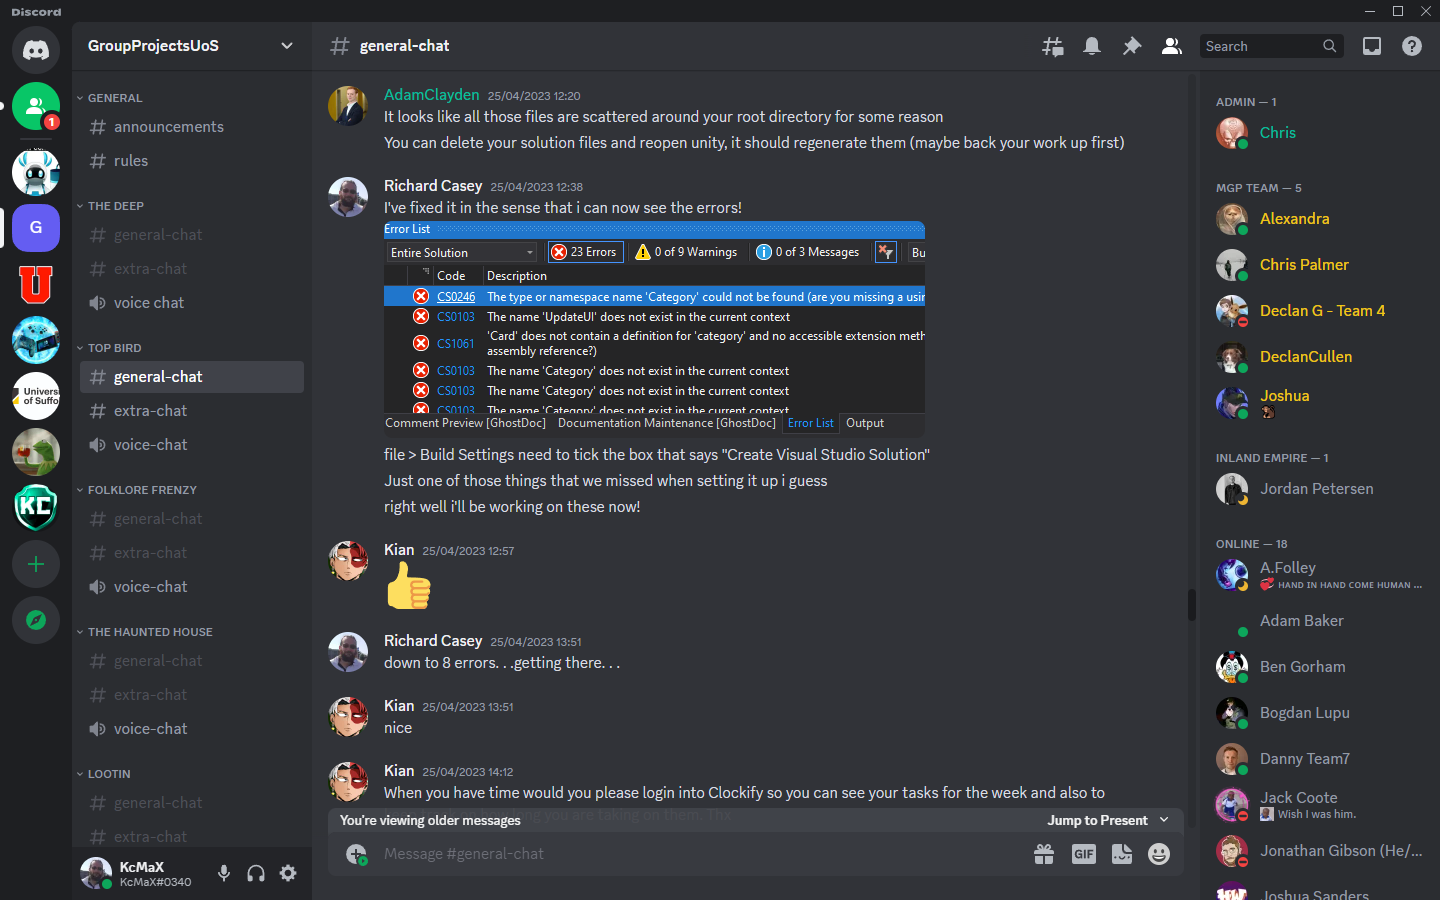 Discord
GroupProjectsUoS
GENERAL
announcements
rules
THE DEEP
general-chat
extra-chat
voice chat
TOP BIRD
general-chat
extra-chat
voice-chat
FOLKLORE FRENZY
general-chat
extra-chat
voice-chat
THE HAUNTED HOUSE
general-chat
extra-chat
voice-chat
LOOTIN
general-chat
extra-chat
KcMaX
KcMaX#0340
1
G
U
Univers
of Suffo
KC
general-chat
Search
AdamClayden 25/04/2023 12:20
It looks like all those files are scattered around your root directory for some reason
You can delete your solution files and reopen unity, it should regenerate them (maybe back your work up first)
Richard Casey 25/04/2023 12:38
I've fixed it in the sense that i can now see the errors!
Error List
Entire Solution 23 Errors 0 of 9 Warnings 0 of 3 Messages Bu
Code Description
CS0246 The type or namespace name 'Category' could not be found (are you missing a usin
CS0103 The name 'UpdateUI' does not exist in the current context
CS1061 'Card' does not contain a definition for 'category' and no accessible extension meth
assembly reference?)
CS0103 The name 'Category' does not exist in the current context
CS0103 The name 'Category' does not exist in the current context
CS0103 The name 'Category' does not exist in the current context
Comment Preview [GhostDoc] Documentation Maintenance [GhostDoc] Error List Output
file > Build Settings need to tick the box that says "Create Visual Studio Solution"
Just one of those things that we missed when setting it up i guess
right well i'll be working on these now!
Kian 25/04/2023 12:57
Richard Casey 25/04/2023 13:51
down to 8 errors. . .getting there. . .
Kian 25/04/2023 13:51
nice
Kian 25/04/2023 14:12
When you have time would you please login into Clockify so you can see your tasks for the week and also to
you are taking on them. Thx
You're viewing older messages Jump to Present
Message #general-chat
GIF
ADMIN — 1
Chris
MGP TEAM — 5
Alexandra
Chris Palmer
Declan G - Team 4
DeclanCullen
Joshua
INLAND EMPIRE — 1
Jordan Petersen
ONLINE — 18
A.Folley
HAND IN HAND COME HUMAN ...
Adam Baker
Ben Gorham
Bogdan Lupu
Danny Team7
Jack Coote
Wish I was him.
Jonathan Gibson (He/...
Joshua Sanders